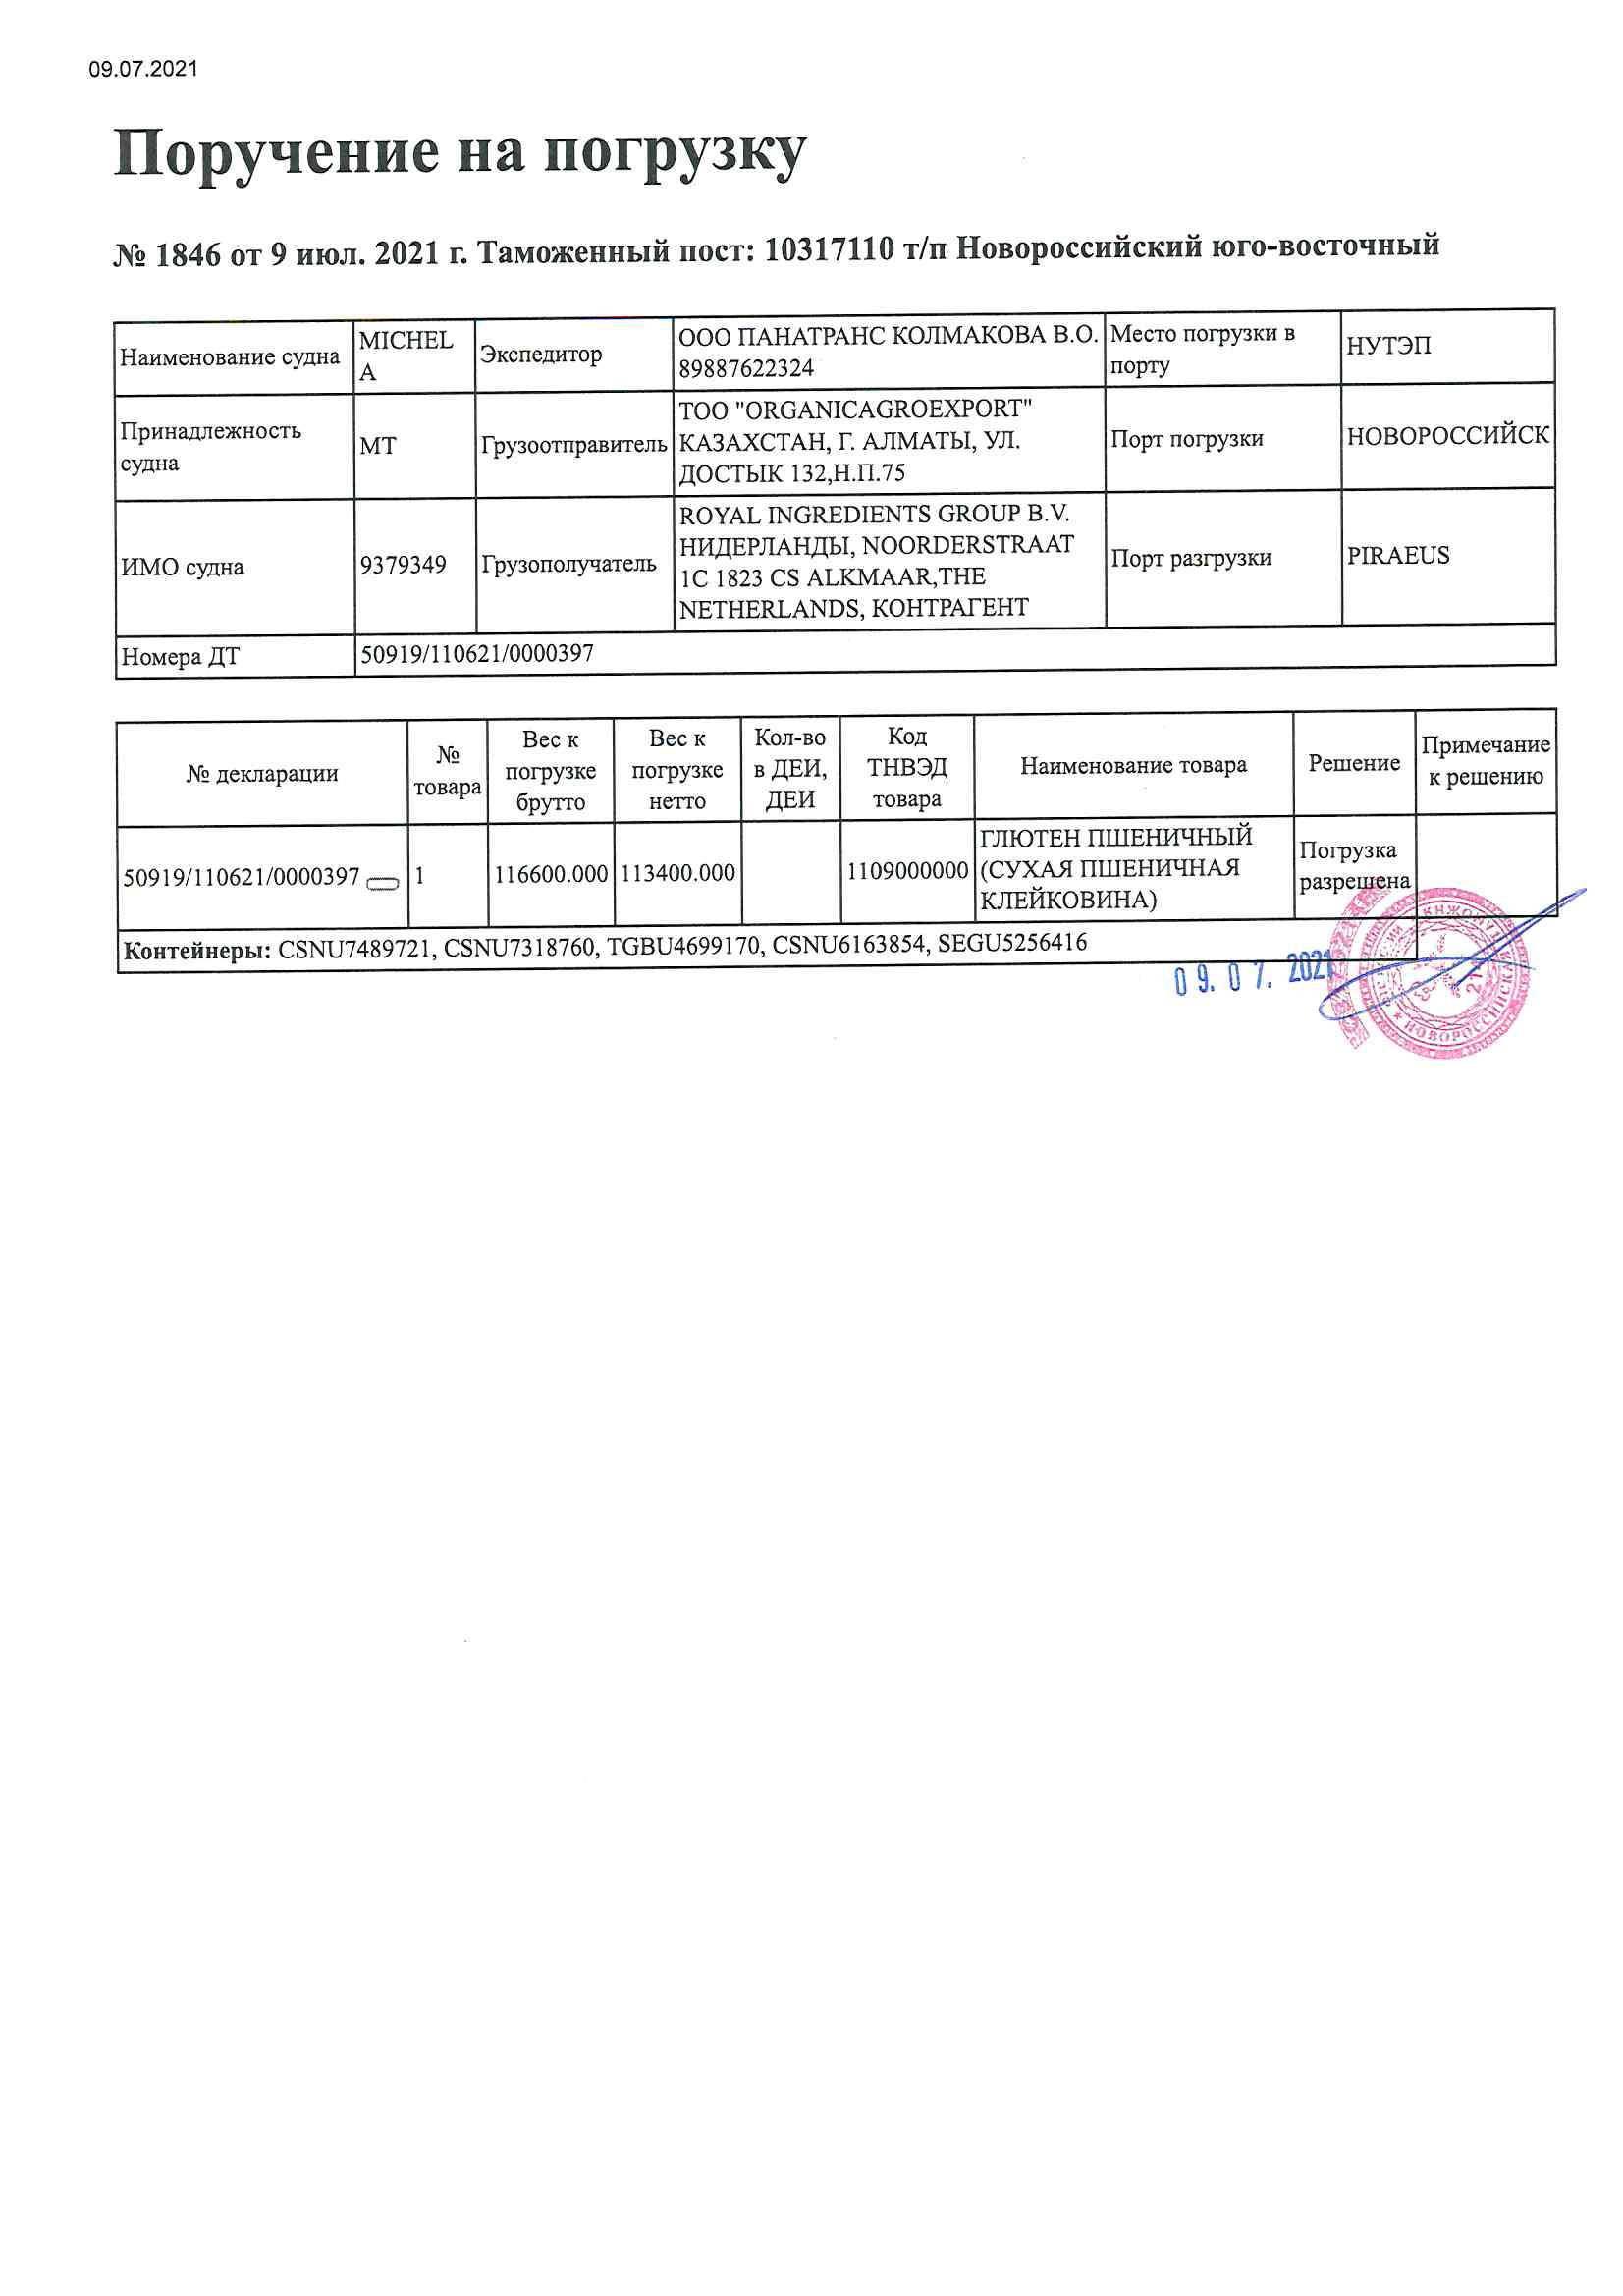 09.07.2021
Поручение на погрузку
№ 1846 от 9 июл. 2021 г. Таможенный пост: 10317110 т/п Новороссийский юго-восточный
Наименование судна
MICHEL
A
Экспедитор
ООО ПАНАТРАНС КОЛМАКОВА В.О.
89887622324
Место погрузки в
порту
НУТЭП
Принадлежность
судна
МТ
Грузоотправитель
ТОО "ORGANICAGROEXPORT"
КАЗАХСТАН, Г. АЛМАТЫ, УЛ.
ДОСТЫК 132,Н.П.75
Порт погрузки
НОВОРОССИЙСК
ИМО судна
9379349
Грузополучатель
ROYAL INGREDIENTS GROUP B.V.
НИДЕРЛАНДЫ, NOORDERSTRAAT
1C 1823 CS ALKMAAR,THE
NETHERLANDS, КОНТРАГЕНТ
Порт разгрузки
PIRAEUS
Номера ДТ
50919/110621/0000397
№ декларации
№
товара
Вес к
погрузке
брутто
Вес к
погрузке
нетто
Кол-во
в ДЕИ,
ДЕИ
Код
ТНВЭД
товара
Наименование товара
Решение
Примечание
к решению
50919/110621/0000397
1
116600.000
113400.000
1109000000
ГЛЮТЕН ПШЕНИЧНЫЙ
(СУХАЯ ПШЕНИЧНАЯ
КЛЕЙКОВИНА)
Погрузка
разрешена
Контейнеры: CSNU7489721, CSNU7318760, TGBU4699170, CSNU6163854, SEGU5256416
09. 07. 2021